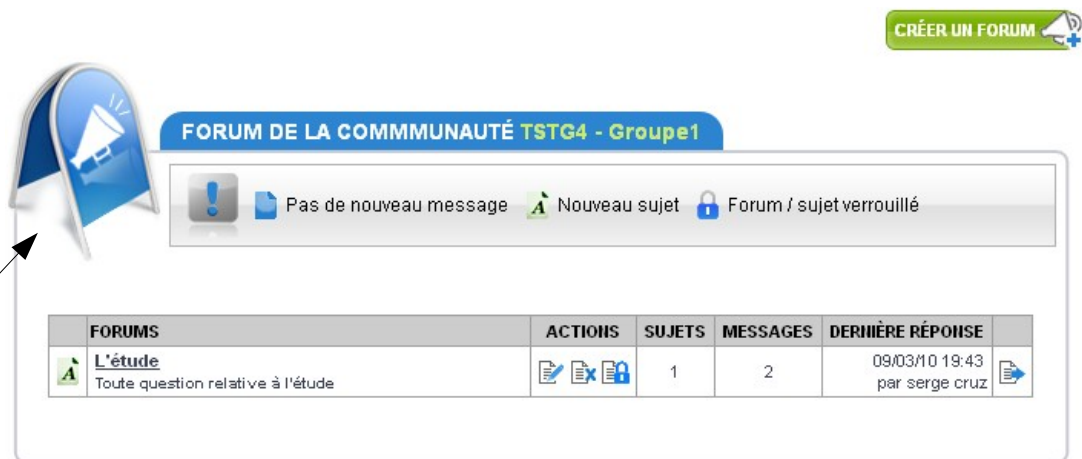 CRÉER UN FORUM
FORUM DE LA COMMMUNAUTÉ TSTG4 - Groupe1
Pas de nouveau message Nouveau sujet Forum / sujet verrouillé
FORUMS ACTIONS SUJETS MESSAGES DERNIÈRE RÉPONSE
L'étude
Toute question relative à l'étude
1 2
09/03/10 19:43
par serge cruz